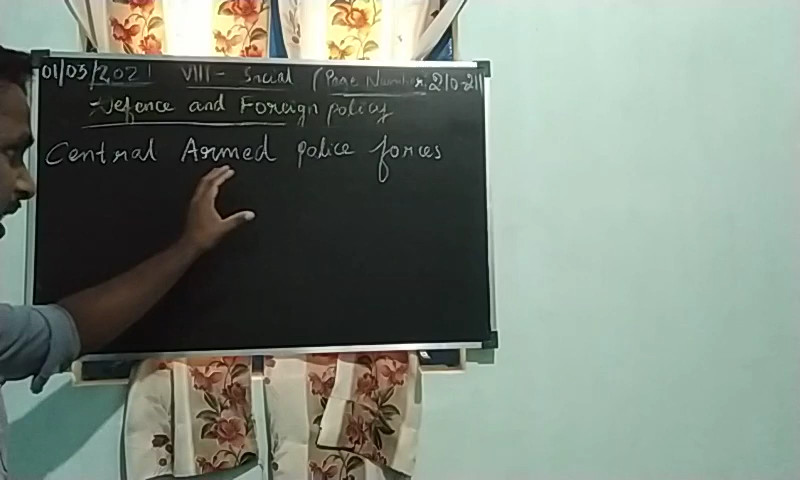 01/03/2021 VIII - Social (Page Number: 210-211
Defence and Foreign policy
Central Armed police forces